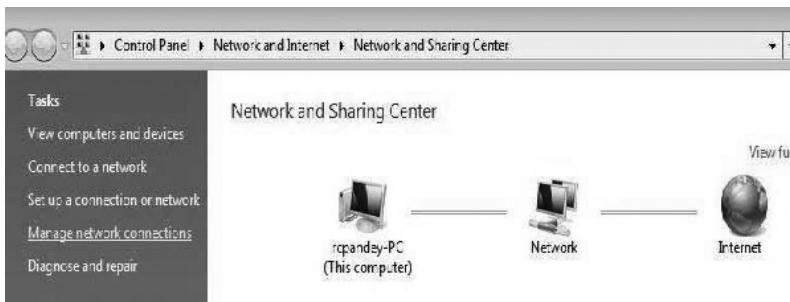 Control Panel ▸ Network and Internet ▸ Network and Sharing Center
Tasks
View computers and devices
Connect to a network
Set up a connection or network
Manage network connections
Diagnose and repair
Network and Sharing Center
View fu
rcpandey-PC
(This computer)
Network
Internet